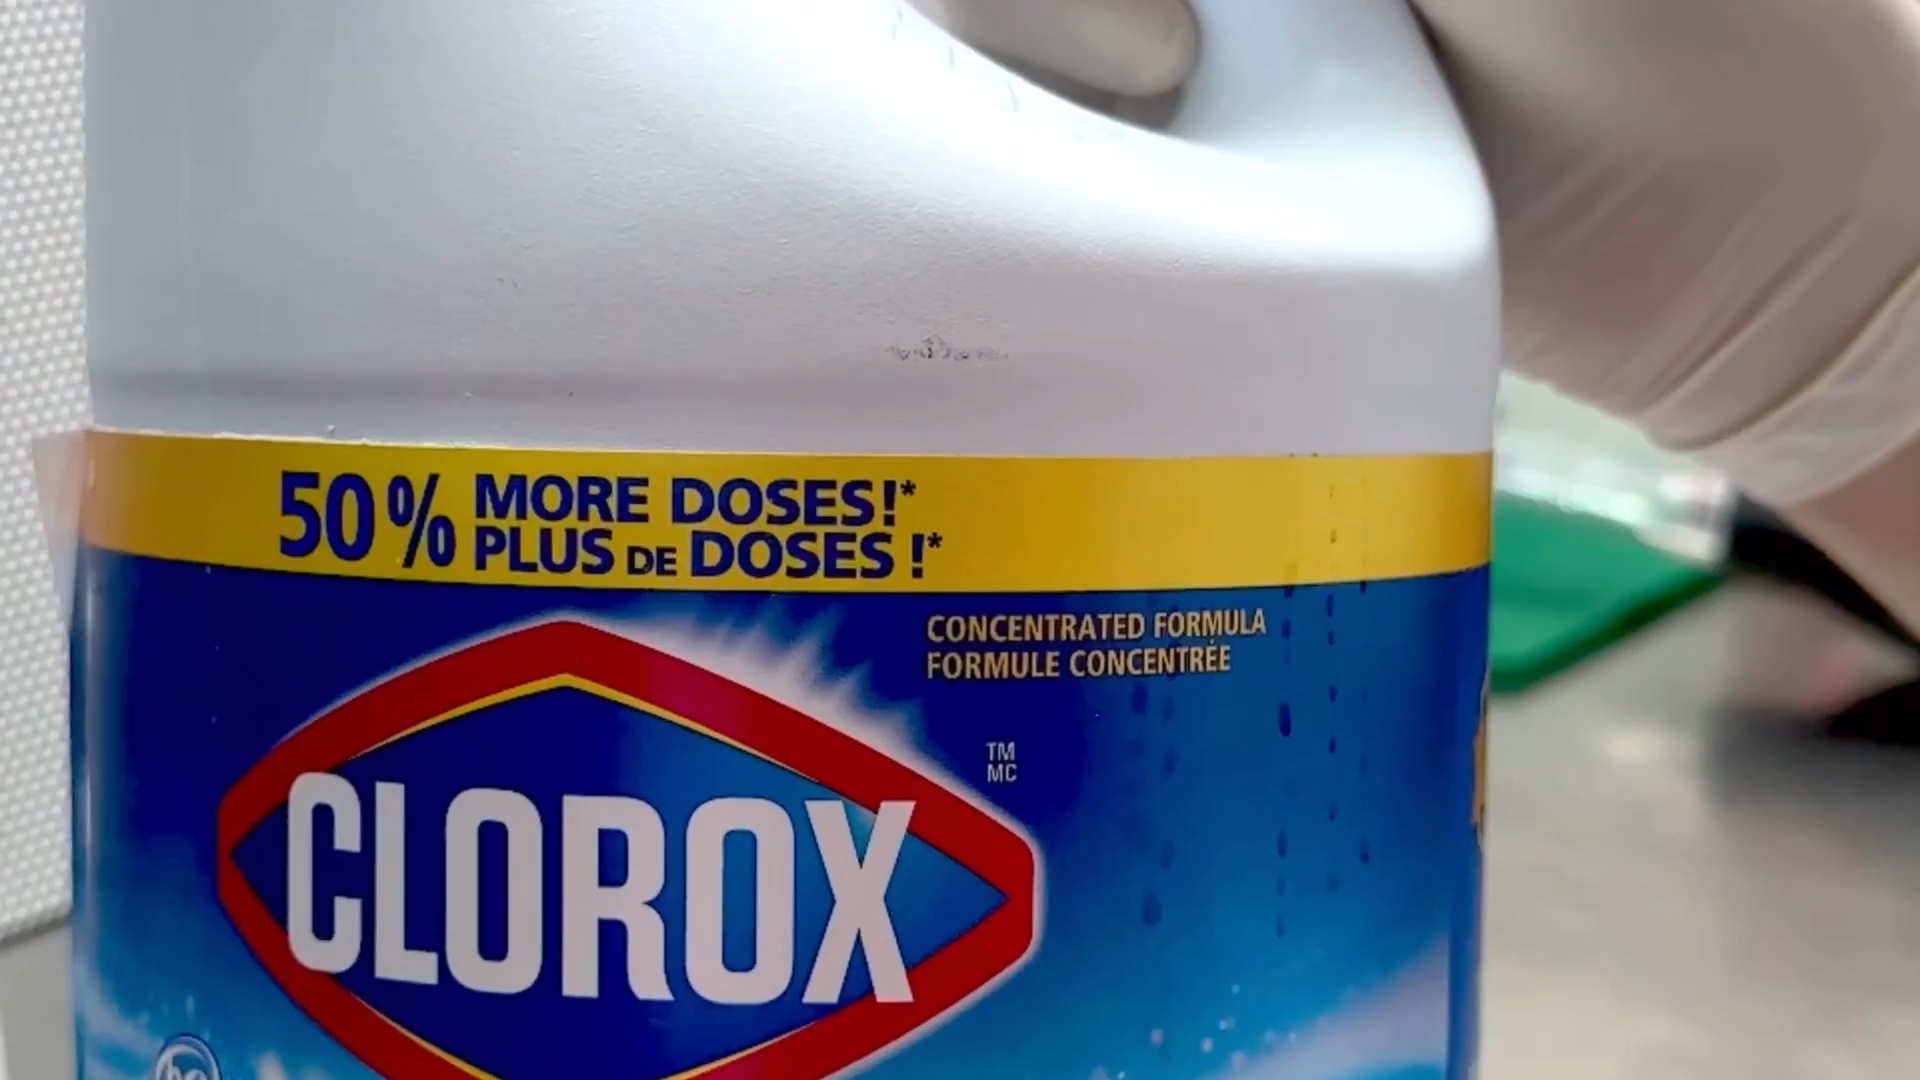 50% MORE DOSES!*
PLUS DE DOSES !*
CONCENTRATED FORMULA
FORMULE CONCENTRÉE
TM
MC
CLOROX